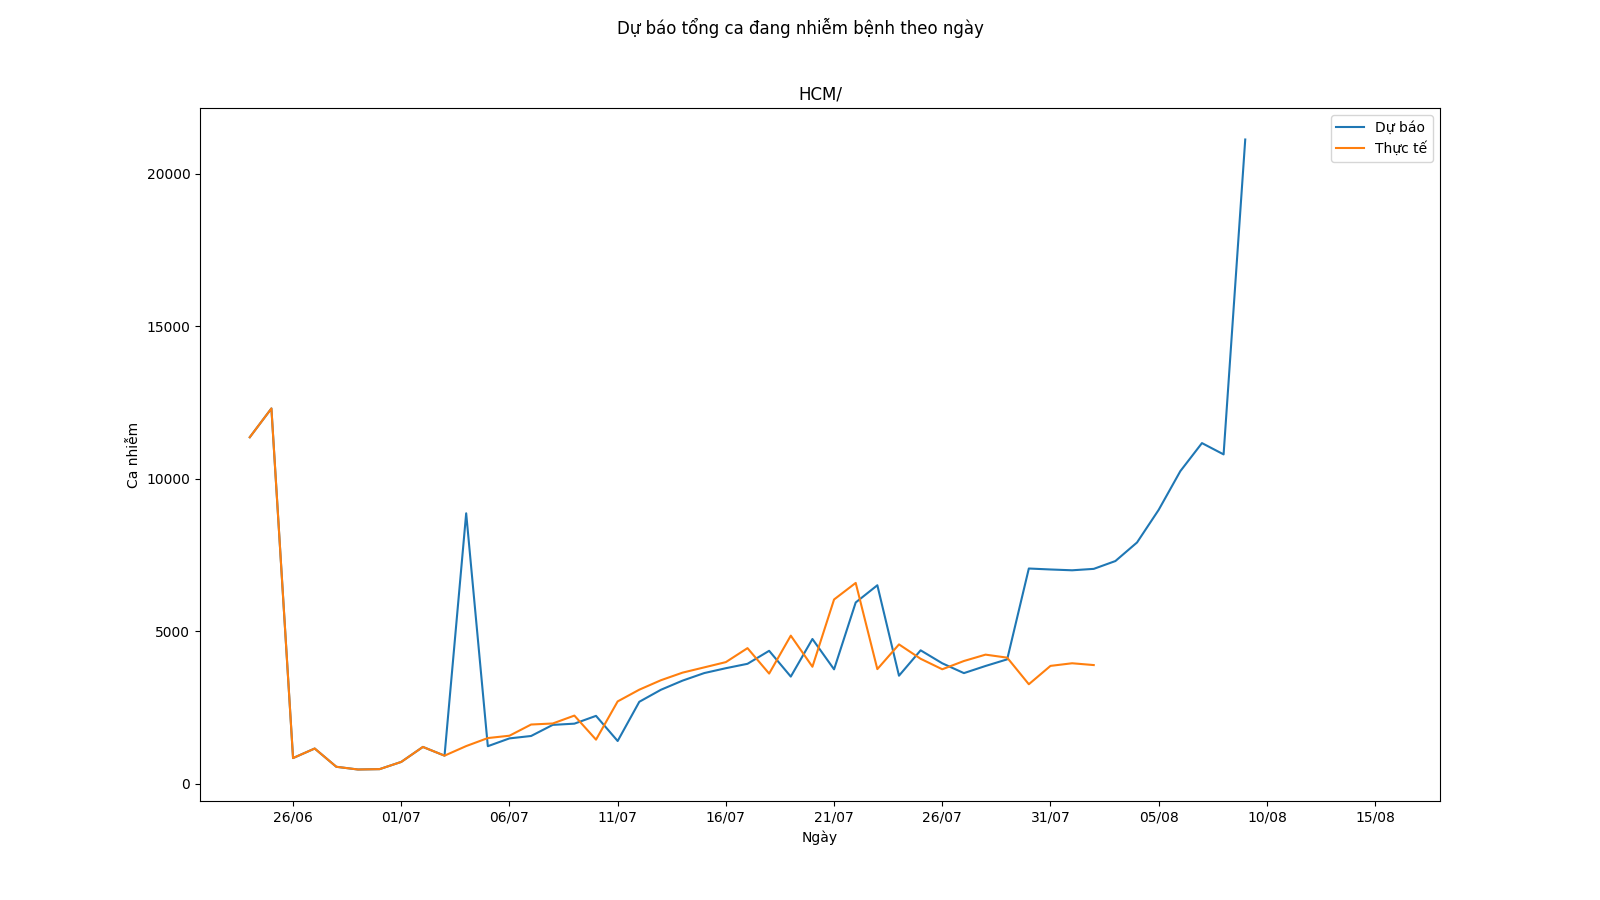 Dự báo tổng ca đang nhiễm bệnh theo ngày
HCM/
Dự báo
Thực tế
20000
15000
10000
5000
0
Ca nhiễm
26/06 01/07 06/07 11/07 16/07 21/07 26/07 31/07 05/08 10/08 15/08
Ngày